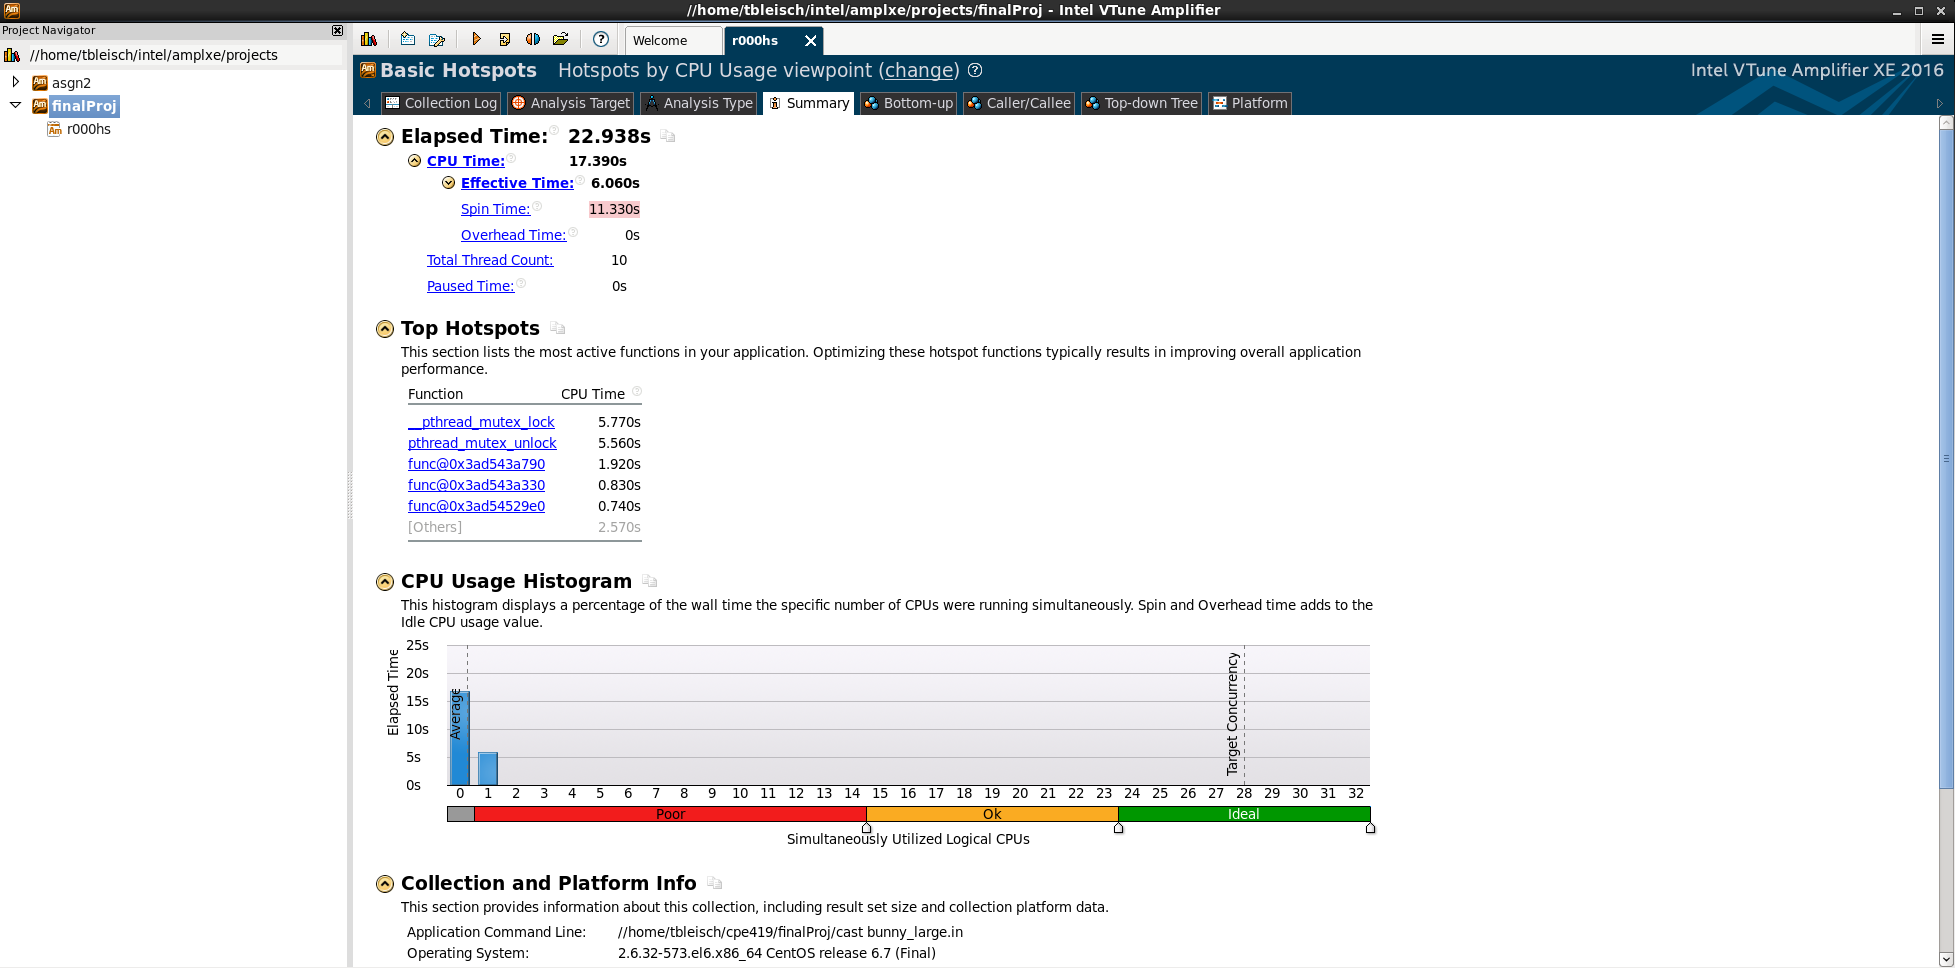 //home/tbleisch/intel/amplxe/projects/finalProj - Intel VTune Amplifier
Project Navigator
//home/tbleisch/intel/amplxe/projects
asgn2
finalProj
r000hs
Welcome
r000hs
Basic Hotspots Hotspots by CPU Usage viewpoint (change)
Intel VTune Amplifier XE 2016
Collection Log Analysis Target Analysis Type Summary Bottom-up Caller/Callee Top-down Tree Platform
Elapsed Time: 22.938s
CPU Time: 17.390s
Effective Time: 6.060s
Spin Time: 11.330s
Overhead Time: 0s
Total Thread Count: 10
Paused Time: 0s
Top Hotspots
This section lists the most active functions in your application. Optimizing these hotspot functions typically results in improving overall application
performance.
Function CPU Time
__pthread_mutex_lock 5.770s
pthread_mutex_unlock 5.560s
func@0x3ad543a790 1.920s
func@0x3ad543a330 0.830s
func@0x3ad54529e0 0.740s
[Others] 2.570s
CPU Usage Histogram
This histogram displays a percentage of the wall time the specific number of CPUs were running simultaneously. Spin and Overhead time adds to the
Idle CPU usage value.
Elapsed Time
25s
20s
15s
10s
5s
0s
Average
Target Concurrency
0 1 2 3 4 5 6 7 8 9 10 11 12 13 14 15 16 17 18 19 20 21 22 23 24 25 26 27 28 29 30 31 32
Poor Ok Ideal
Simultaneously Utilized Logical CPUs
Collection and Platform Info
This section provides information about this collection, including result set size and collection platform data.
Application Command Line: //home/tbleisch/cpe419/finalProj/cast bunny_large.in
Operating System: 2.6.32-573.el6.x86_64 CentOS release 6.7 (Final)